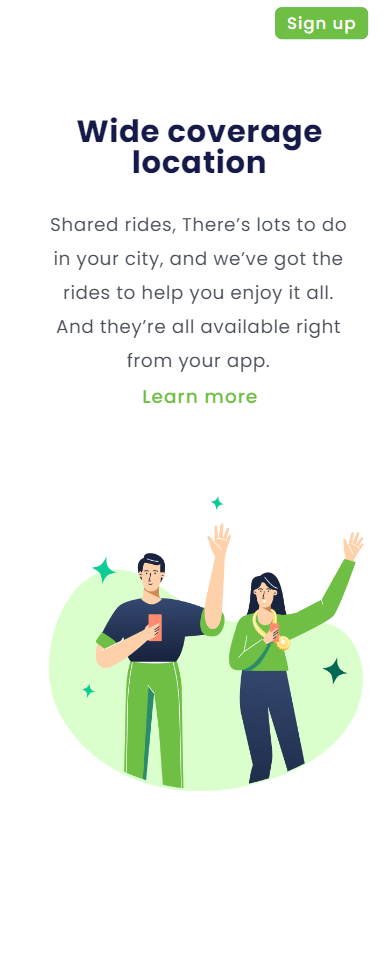 Sign up
Wide coverage
location
Shared rides, There’s lots to do
in your city, and we’ve got the
rides to help you enjoy it all.
And they’re all available right
from your app.
Learn more